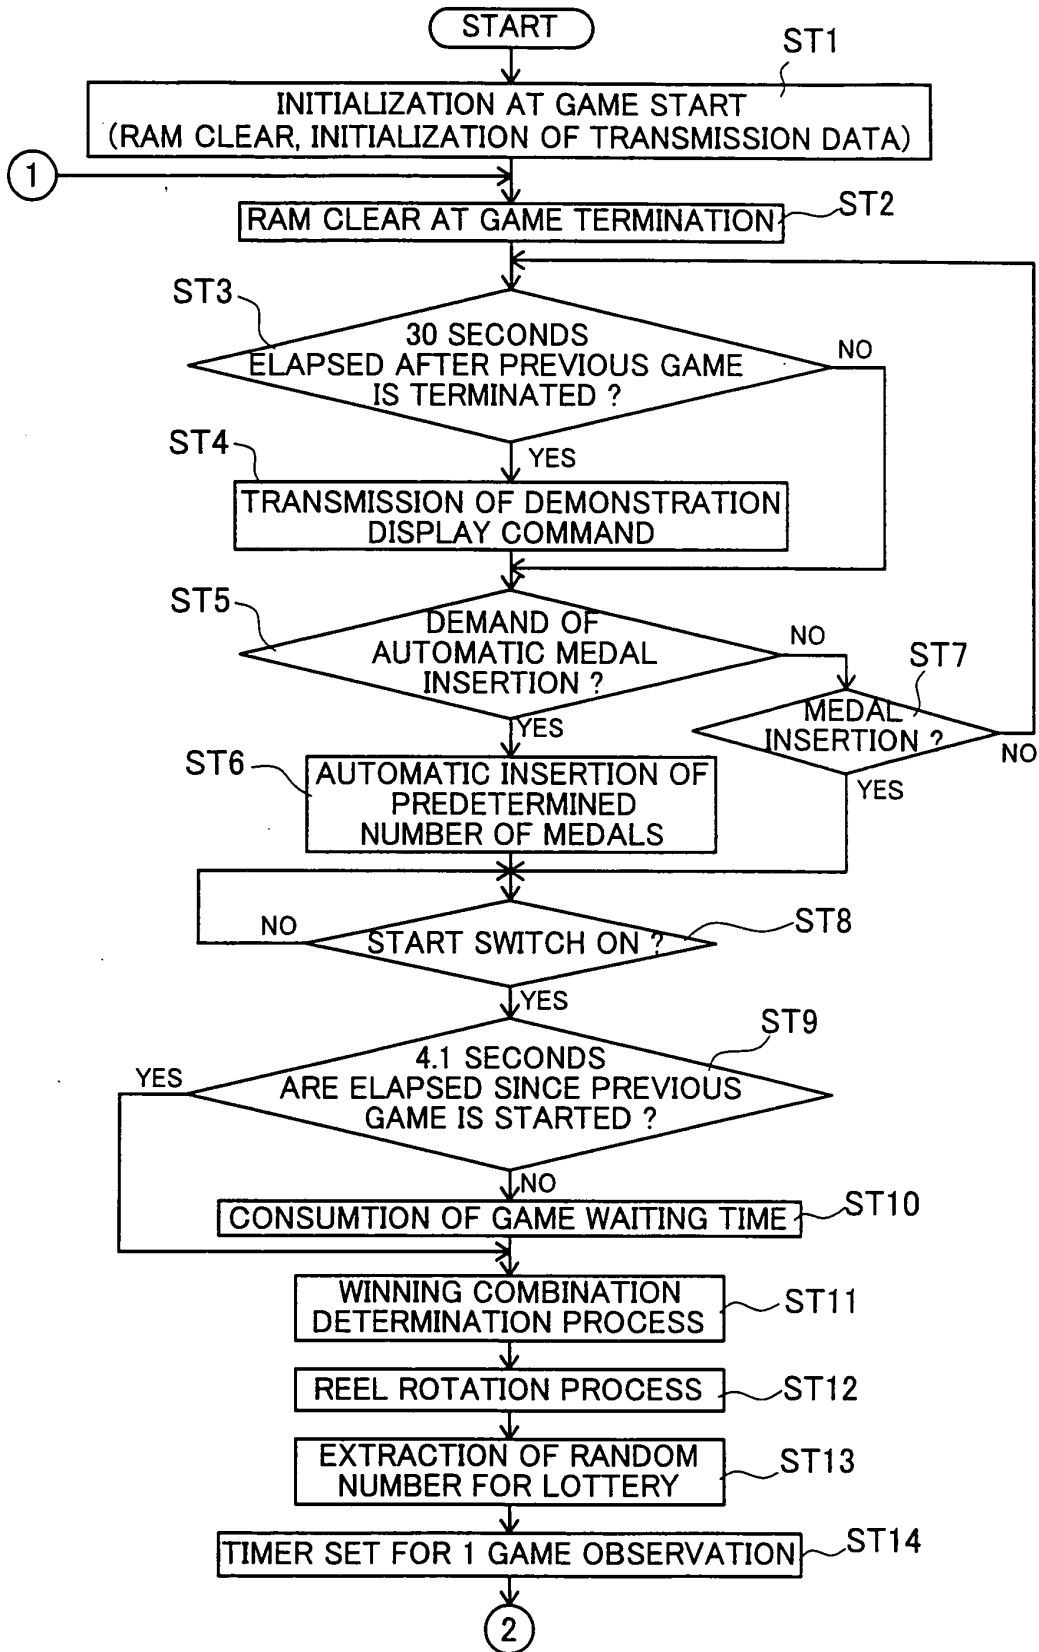 START
ST1
INITIALIZATION AT GAME START
(RAM CLEAR, INITIALIZATION OF TRANSMISSION DATA)
1
ST2
RAM CLEAR AT GAME TERMINATION
ST3
30 SECONDS
ELAPSED AFTER PREVIOUS GAME
IS TERMINATED ?
NO
YES
ST4
TRANSMISSION OF DEMONSTRATION
DISPLAY COMMAND
ST5
DEMAND OF
AUTOMATIC MEDAL
INSERTION ?
NO
YES
ST7
MEDAL
INSERTION ?
NO
YES
ST6
AUTOMATIC INSERTION OF
PREDETERMINED
NUMBER OF MEDALS
ST8
START SWITCH ON ?
NO
YES
ST9
4.1 SECONDS
ARE ELAPSED SINCE PREVIOUS
GAME IS STARTED ?
YES
NO
ST10
CONSUMTION OF GAME WAITING TIME
WINNING COMBINATION
DETERMINATION PROCESS
ST11
REEL ROTATION PROCESS
ST12
EXTRACTION OF RANDOM
NUMBER FOR LOTTERY
ST13
TIMER SET FOR 1 GAME OBSERVATION
ST14
2